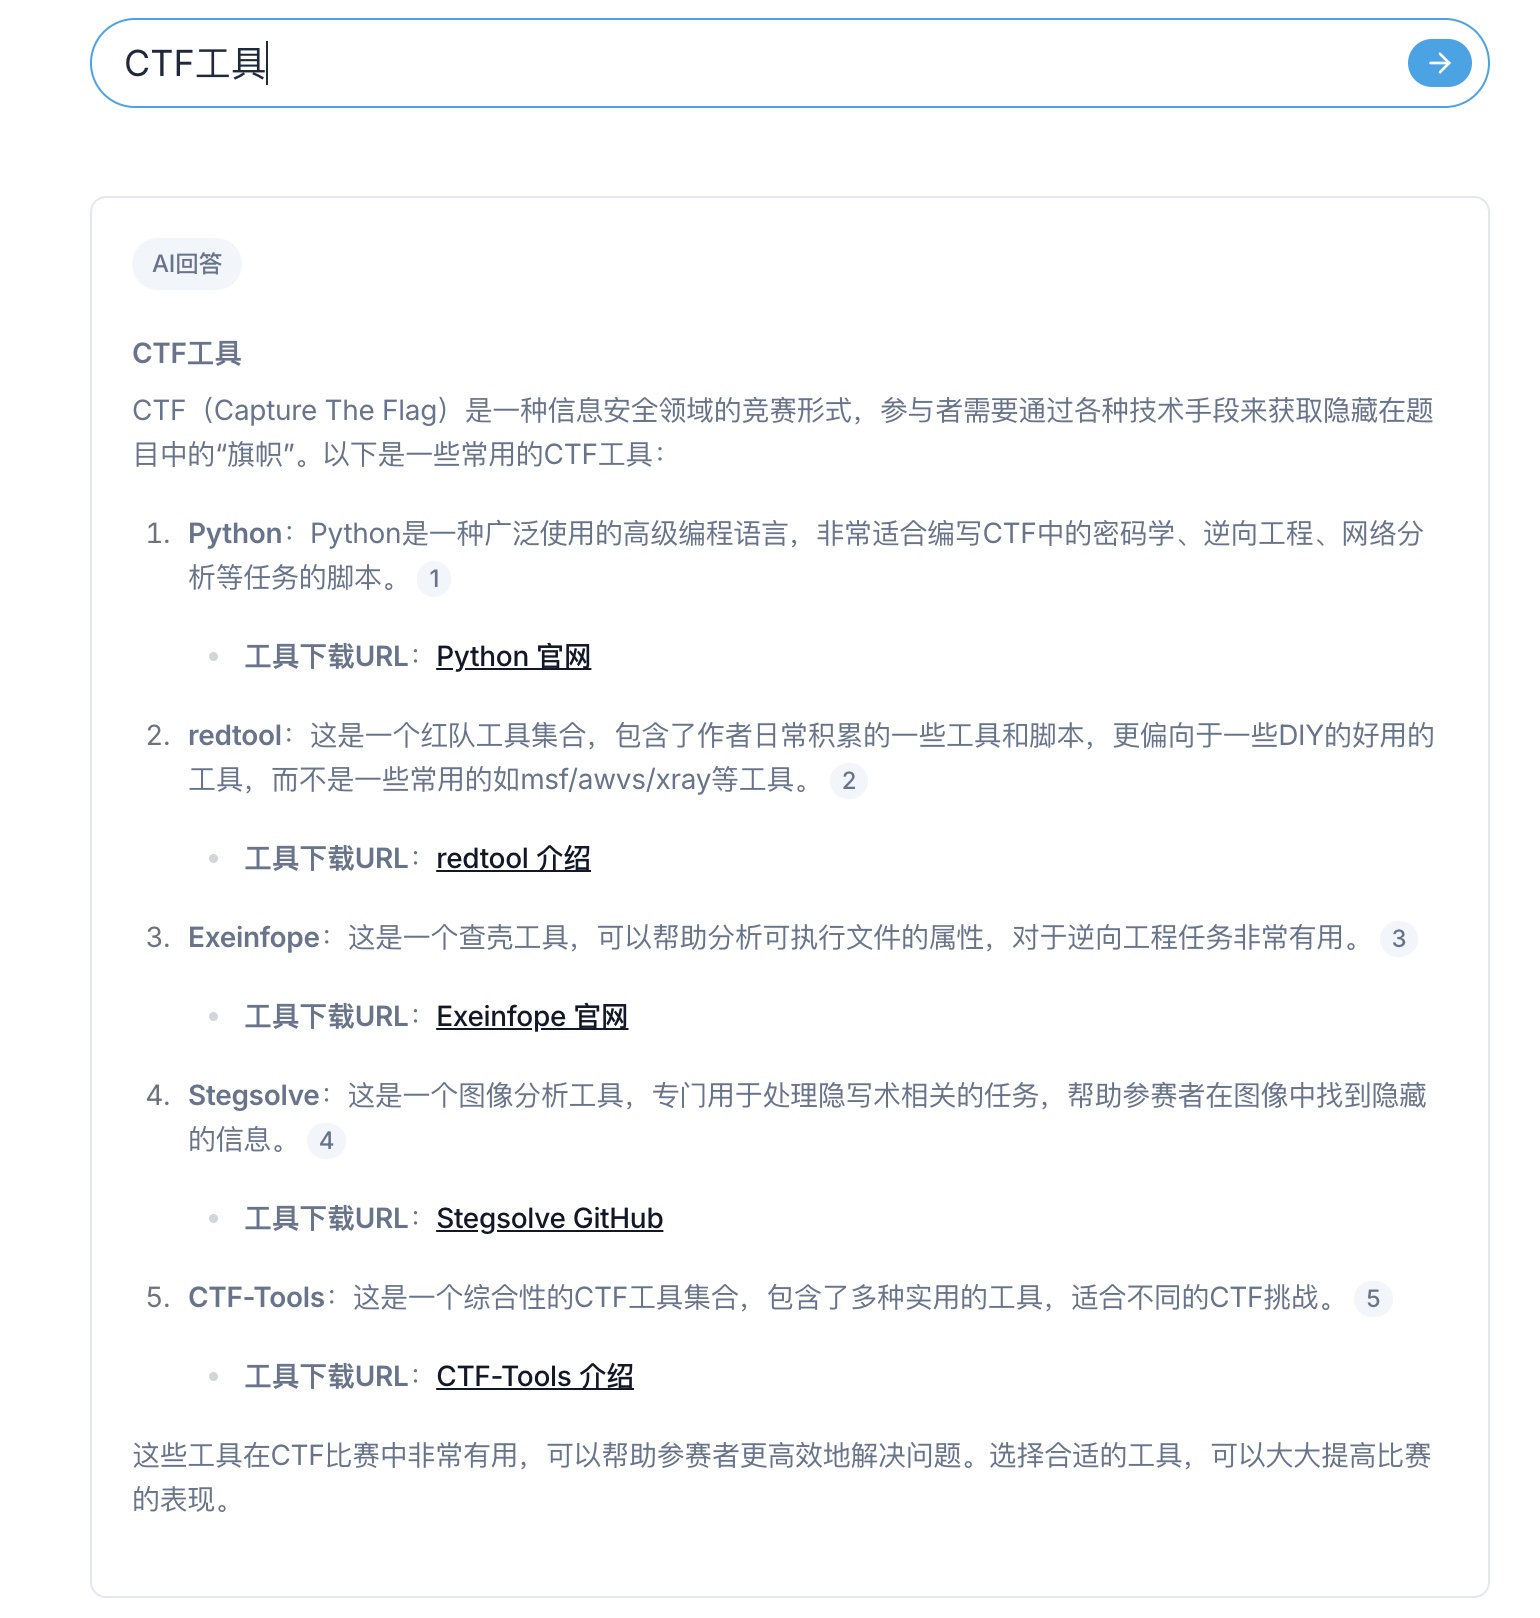 CTF工具
AI回答
CTF工具
CTF（Capture The Flag）是一种信息安全领域的竞赛形式，参与者需要通过各种技术手段来获取隐藏在题
目中的“旗帜”。以下是一些常用的CTF工具：
1. Python：Python是一种广泛使用的高级编程语言，非常适合编写CTF中的密码学、逆向工程、网络分
析等任务的脚本。 1
• 工具下载URL：Python 官网
2. redtool：这是一个红队工具集合，包含了作者日常积累的一些工具和脚本，更偏向于一些DIY的好用的
工具，而不是一些常用的如msf/awvs/xray等工具。 2
• 工具下载URL：redtool 介绍
3. Exeinfope：这是一个查壳工具，可以帮助分析可执行文件的属性，对于逆向工程任务非常有用。 3
• 工具下载URL：Exeinfope 官网
4. Stegsolve：这是一个图像分析工具，专门用于处理隐写术相关的任务，帮助参赛者在图像中找到隐藏
的信息。 4
• 工具下载URL：Stegsolve GitHub
5. CTF-Tools：这是一个综合性的CTF工具集合，包含了多种实用的工具，适合不同的CTF挑战。 5
• 工具下载URL：CTF-Tools 介绍
这些工具在CTF比赛中非常有用，可以帮助参赛者更高效地解决问题。选择合适的工具，可以大大提高比赛
的表现。